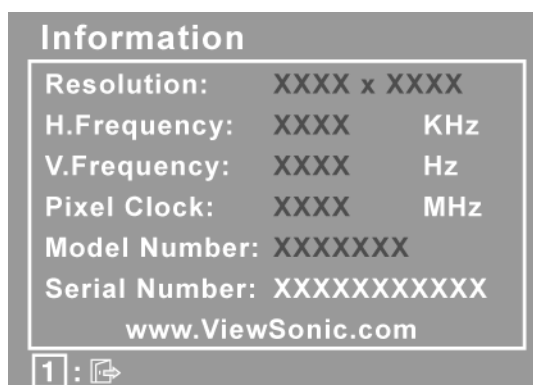 Information
Resolution: XXXX x XXXX
H.Frequency: XXXX KHz
V.Frequency: XXXX Hz
Pixel Clock: XXXX MHz
Model Number: XXXXXXX
Serial Number: XXXXXXXXXXX
www.ViewSonic.com
1 :